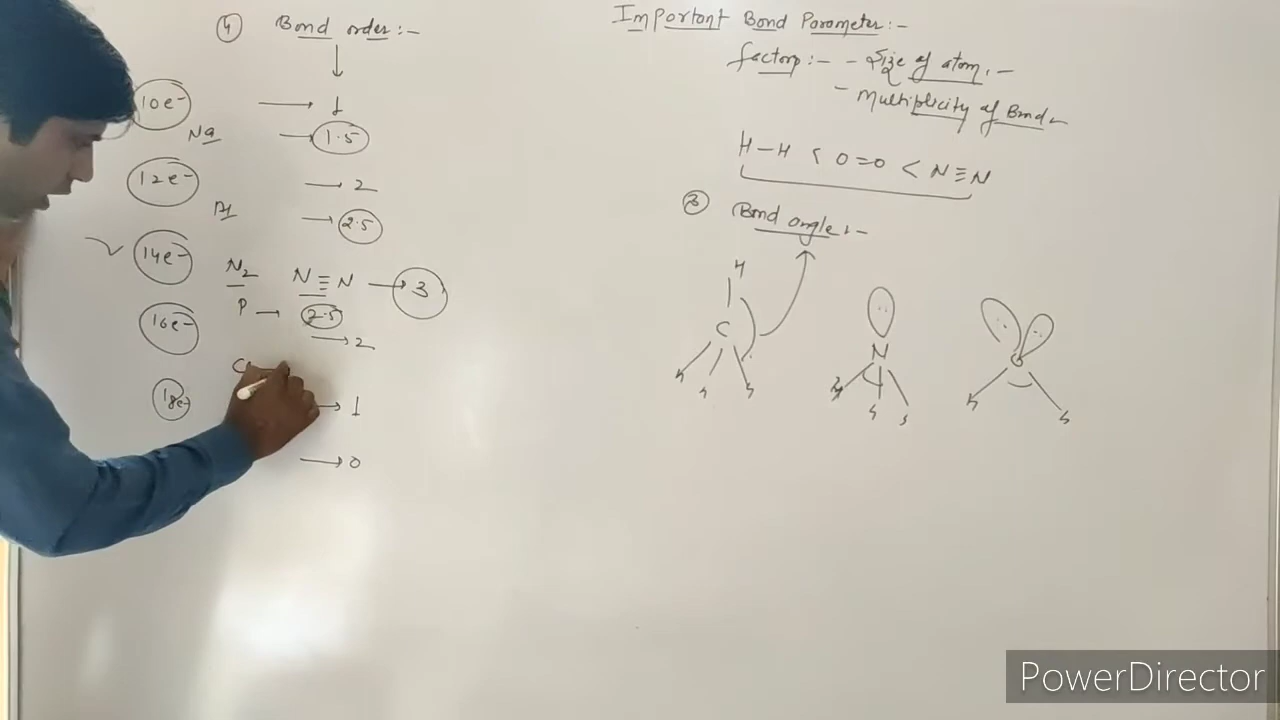 ④ Bond order:-
10e- → 1
Na → 1.5
12e- → 2
Al → 2.5
14e- N2 N≡N → 3
P → 2.5
16e- → 2
18e- → 1
→ 0
Important Bond Parameter:-
factors:- - Size of atom.-
- Multiplicity of Bond-
H-H < O=O < N≡N
③ Bond angle:-
H
C
N
PowerDirector